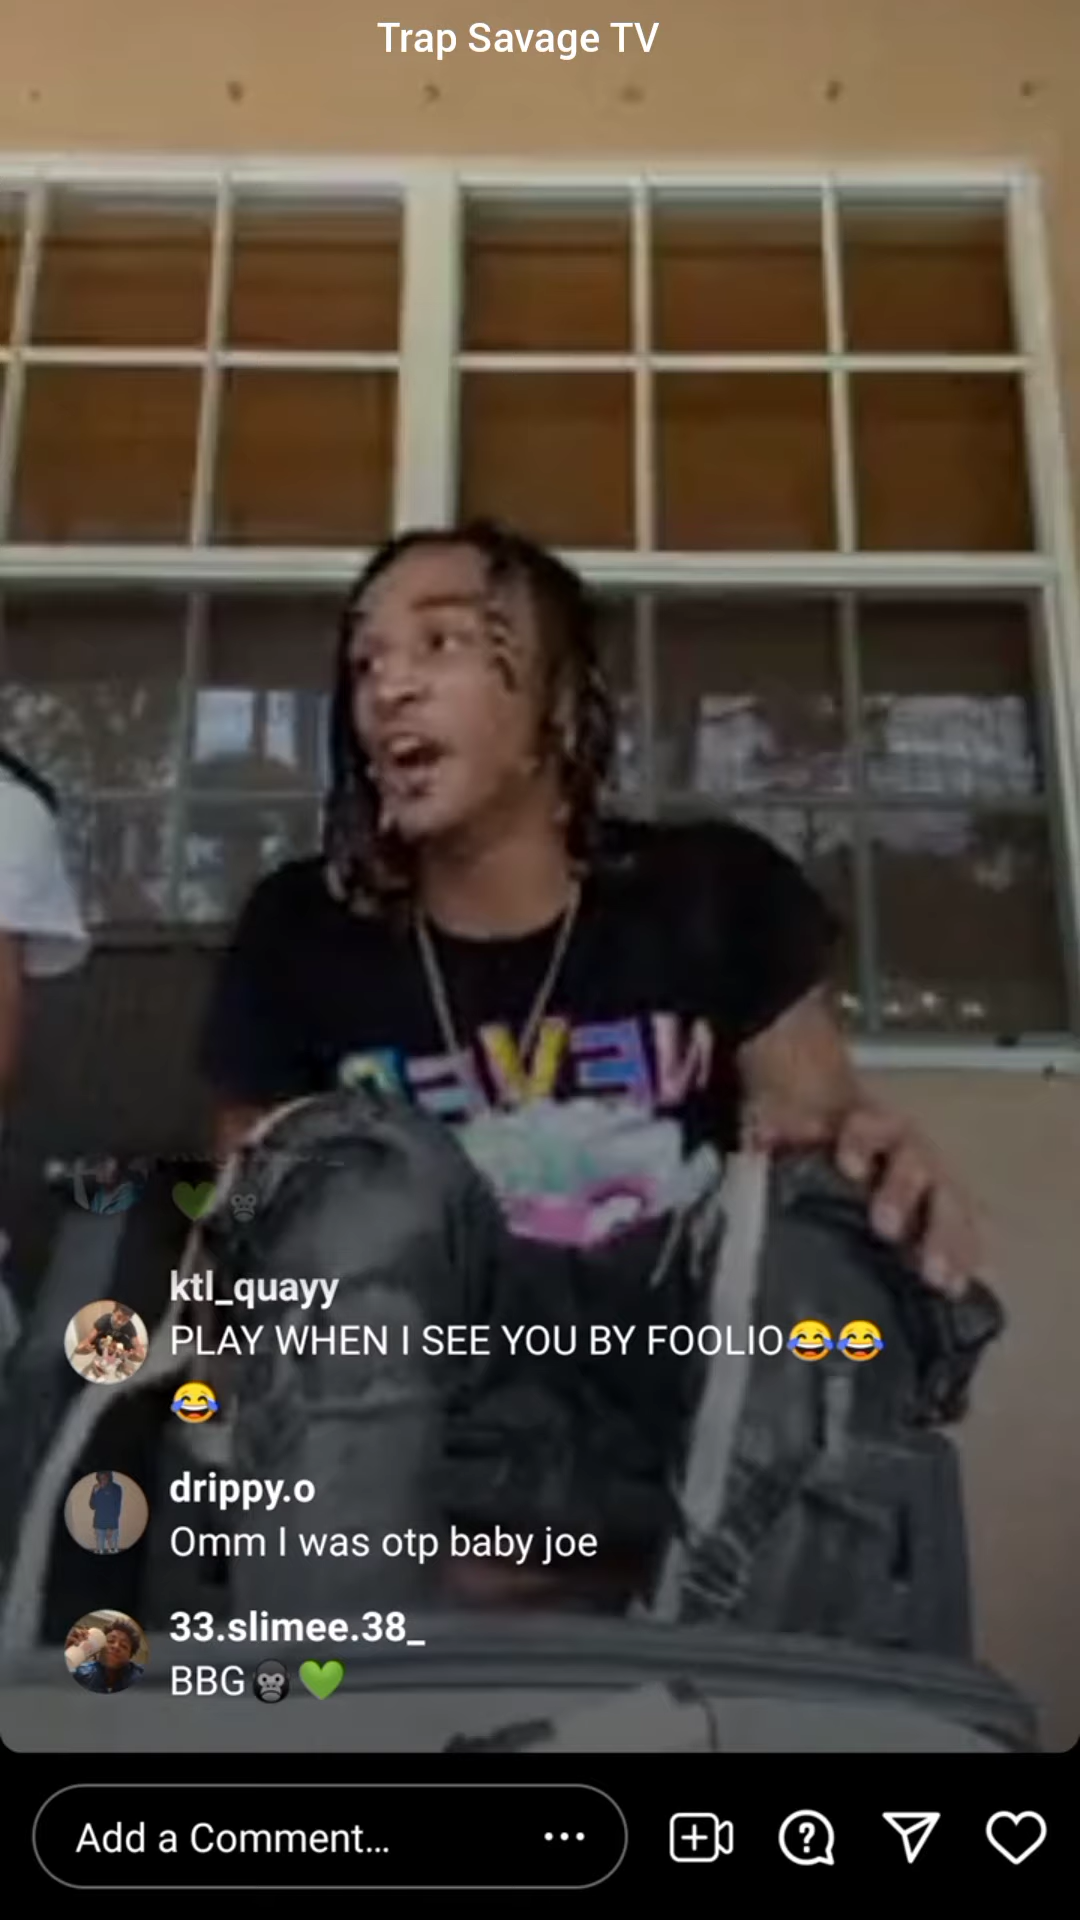 Trap Savage TV
ktl_quayy
PLAY WHEN I SEE YOU BY FOOLIO😂😂
😂
drippy.o
Omm I was otp baby joe
33.slimee.38_
BBG🦍💚
Add a Comment...